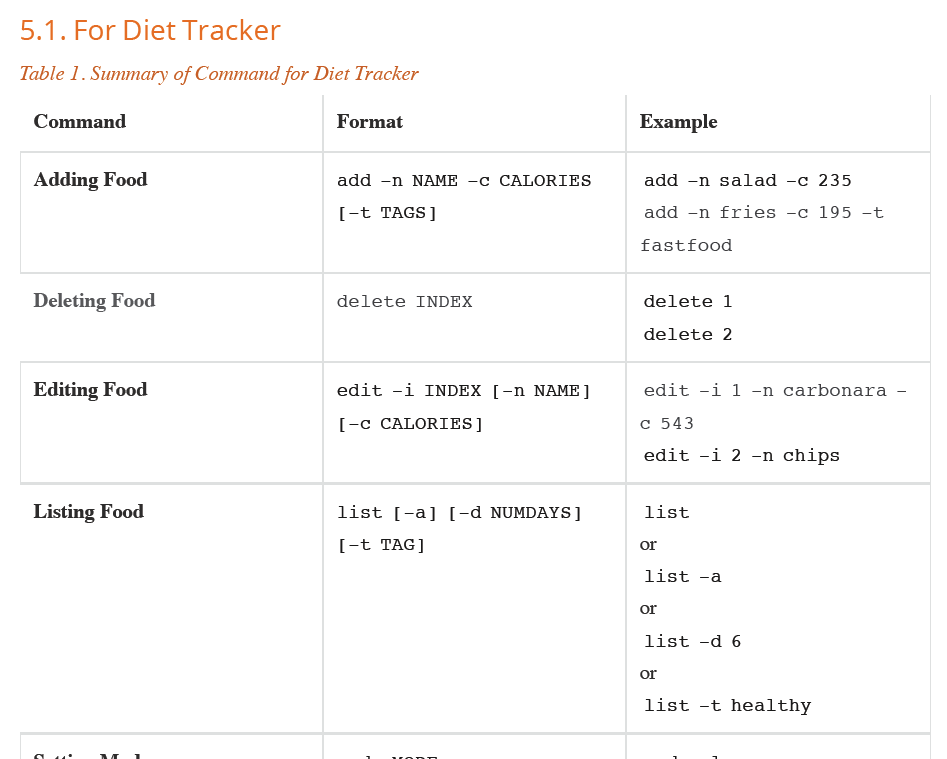 5.1. For Diet Tracker
Table 1. Summary of Command for Diet Tracker
Command Format Example
Adding Food add -n NAME -c CALORIES add -n salad -c 235
[-t TAGS] add -n fries -c 195 -t
fastfood
Deleting Food delete INDEX delete 1
delete 2
Editing Food edit -i INDEX [-n NAME] edit -i 1 -n carbonara -
[-c CALORIES] c 543
edit -i 2 -n chips
Listing Food list [-a] [-d NUMDAYS] list
[-t TAG] or
list -a
or
list -d 6
or
list -t healthy